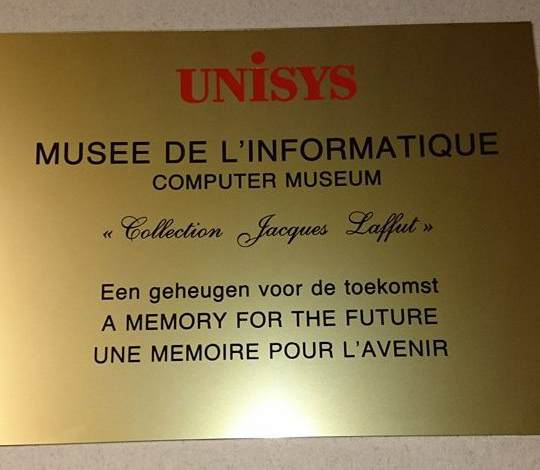 UNISYS
MUSEE DE L'INFORMATIQUE
COMPUTER MUSEUM
« Collection Jacques Laffut »
Een geheugen voor de toekomst
A MEMORY FOR THE FUTURE
UNE MEMOIRE POUR L'AVENIR